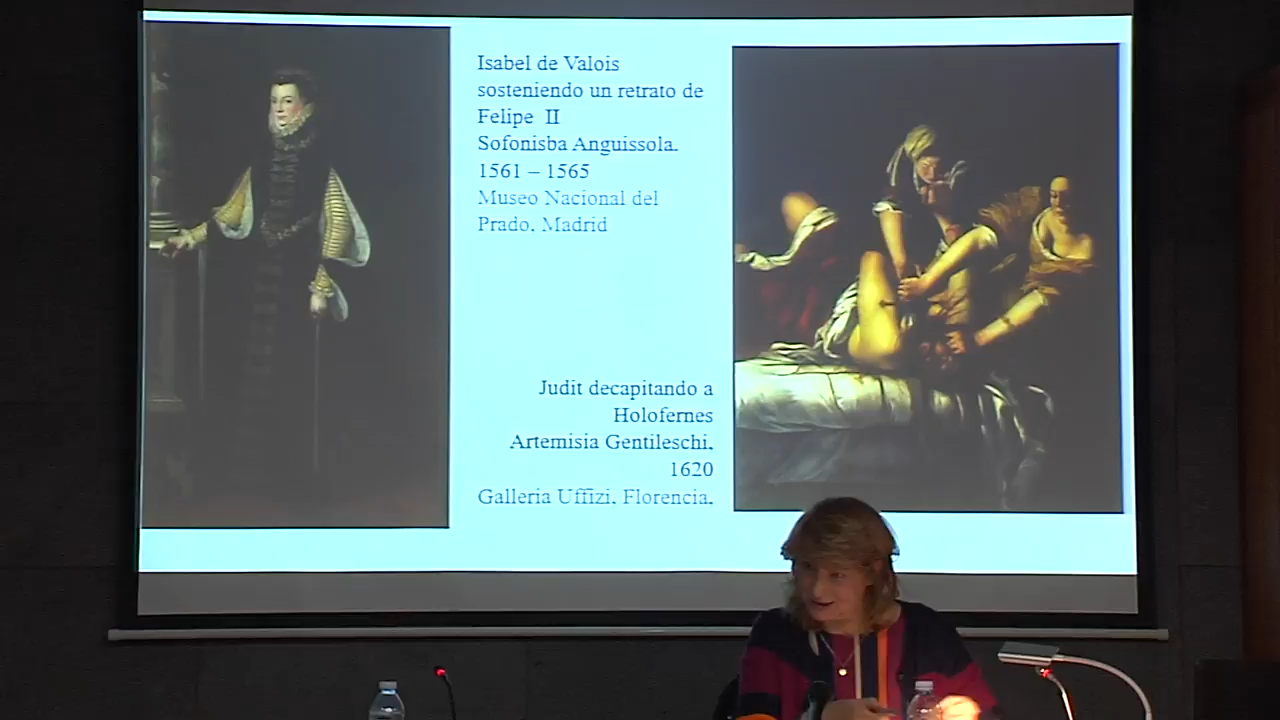 Isabel de Valois
sosteniendo un retrato de
Felipe II
Sofonisba Anguissola.
1561 – 1565
Museo Nacional del
Prado. Madrid
Judit decapitando a
Holofernes
Artemisia Gentileschi.
1620
Galleria Uffizi. Florencia.